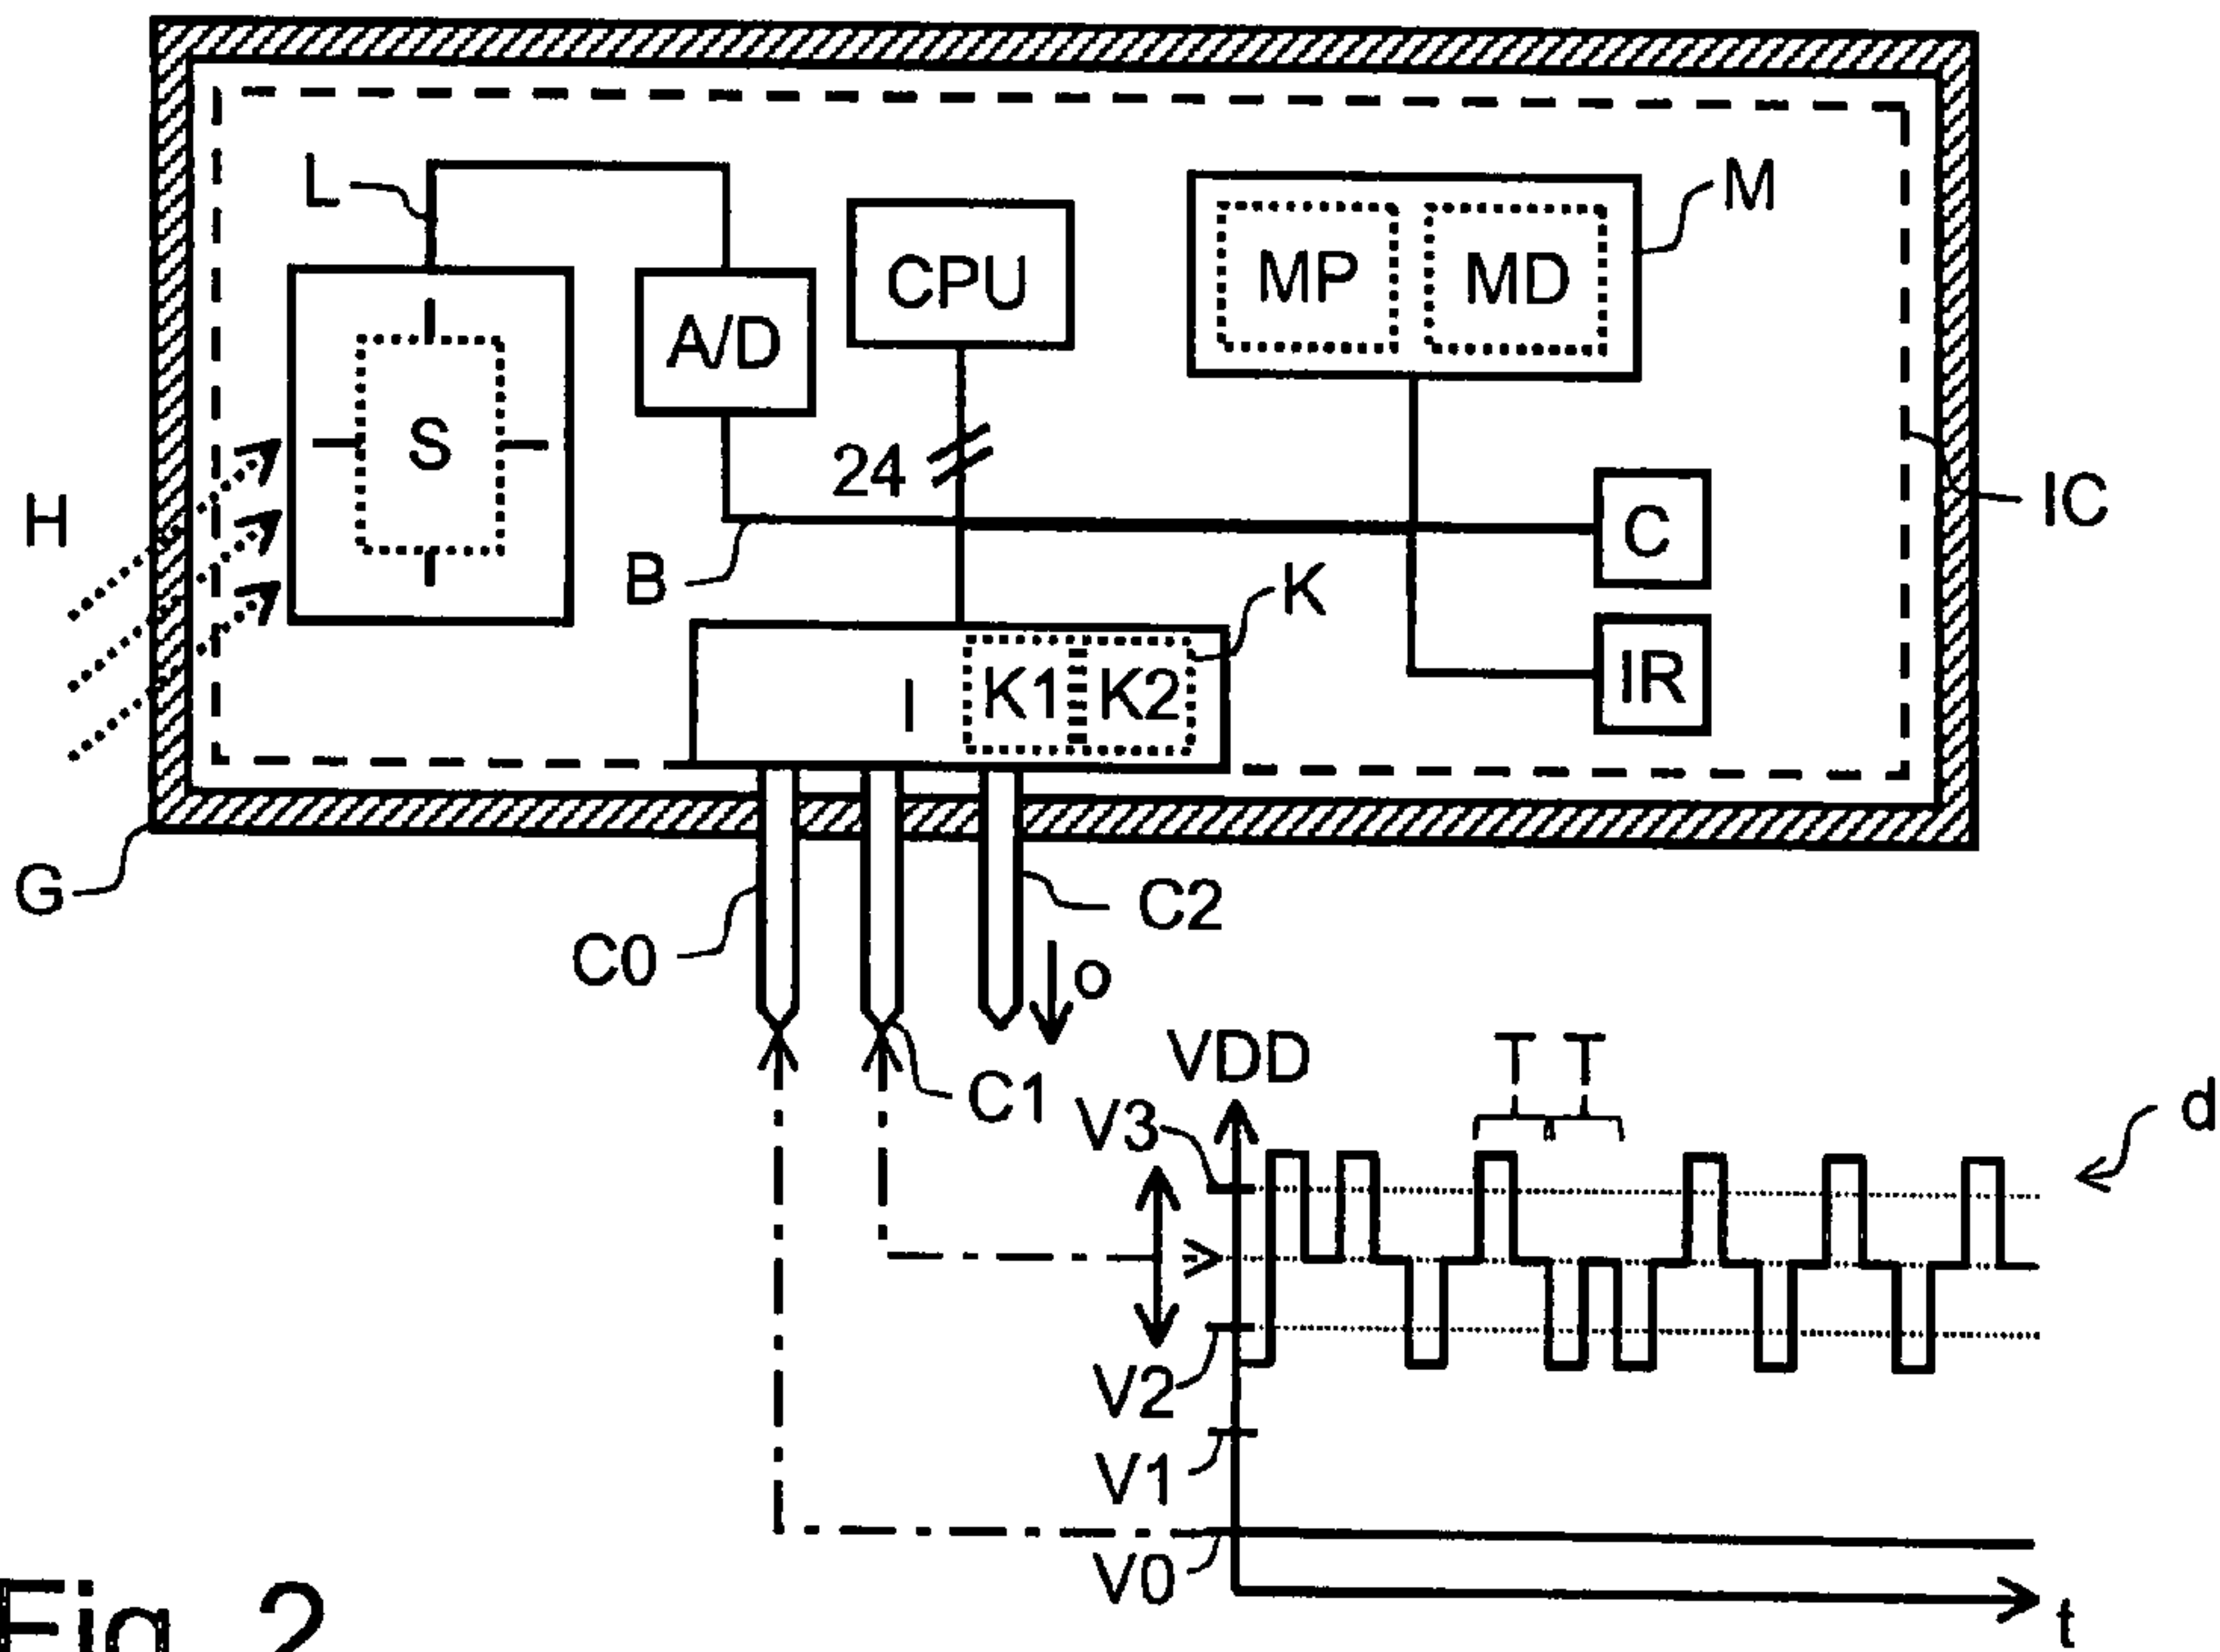 L
M
CPU
MP
MD
A/D
S
24
H
IC
C
B
K
I
K1
K2
IR
G
C2
C0
o
VDD
T
T
C1
V3
d
V2
V1
V0
t
Fig. 2